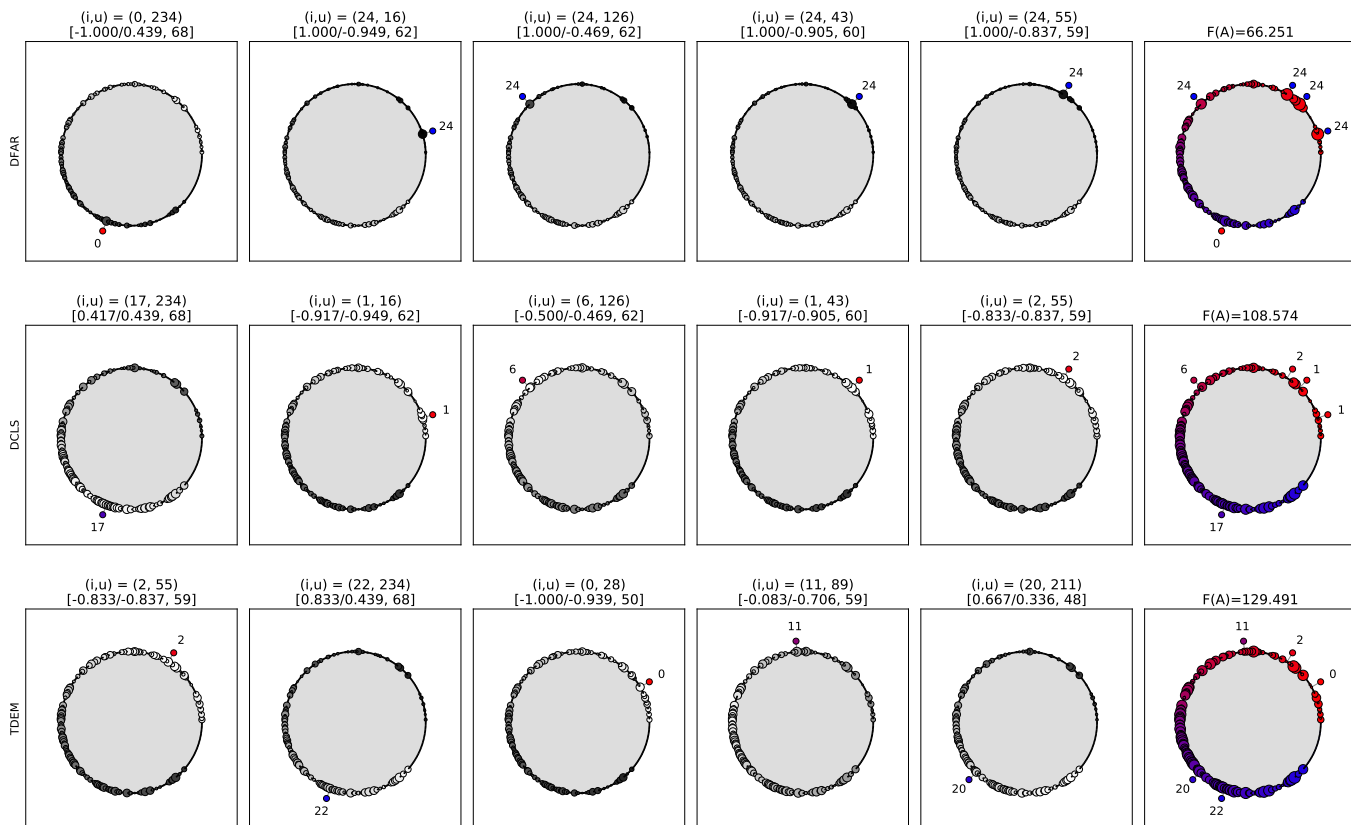 (i,u) = (0, 234)
[-1.000/0.439, 68]
(i,u) = (24, 16)
[1.000/-0.949, 62]
(i,u) = (24, 126)
[1.000/-0.469, 62]
(i,u) = (24, 43)
[1.000/-0.905, 60]
(i,u) = (24, 55)
[1.000/-0.837, 59]
F(A)=66.251
DFAR
0
24
24
24
24
24
24
24
24
0
(i,u) = (17, 234)
[0.417/0.439, 68]
(i,u) = (1, 16)
[-0.917/-0.949, 62]
(i,u) = (6, 126)
[-0.500/-0.469, 62]
(i,u) = (1, 43)
[-0.917/-0.905, 60]
(i,u) = (2, 55)
[-0.833/-0.837, 59]
F(A)=108.574
DCLS
17
1
6
1
2
6
2
1
1
17
(i,u) = (2, 55)
[-0.833/-0.837, 59]
(i,u) = (22, 234)
[0.833/0.439, 68]
(i,u) = (0, 28)
[-1.000/-0.939, 50]
(i,u) = (11, 89)
[-0.083/-0.706, 59]
(i,u) = (20, 211)
[0.667/0.336, 48]
F(A)=129.491
TDEM
2
22
0
11
20
11
2
0
20
22